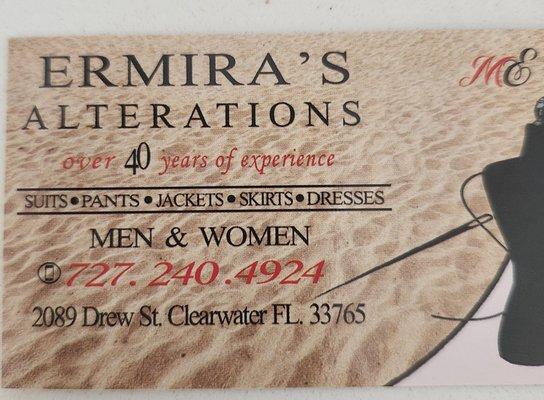 ERMIRA'S
ME
ALTERATIONS
over 40 years of experience
SUITS•PANTS•JACKETS•SKIRTS•DRESSES
MEN & WOMEN
727.240.4924
2089 Drew St. Clearwater FL. 33765